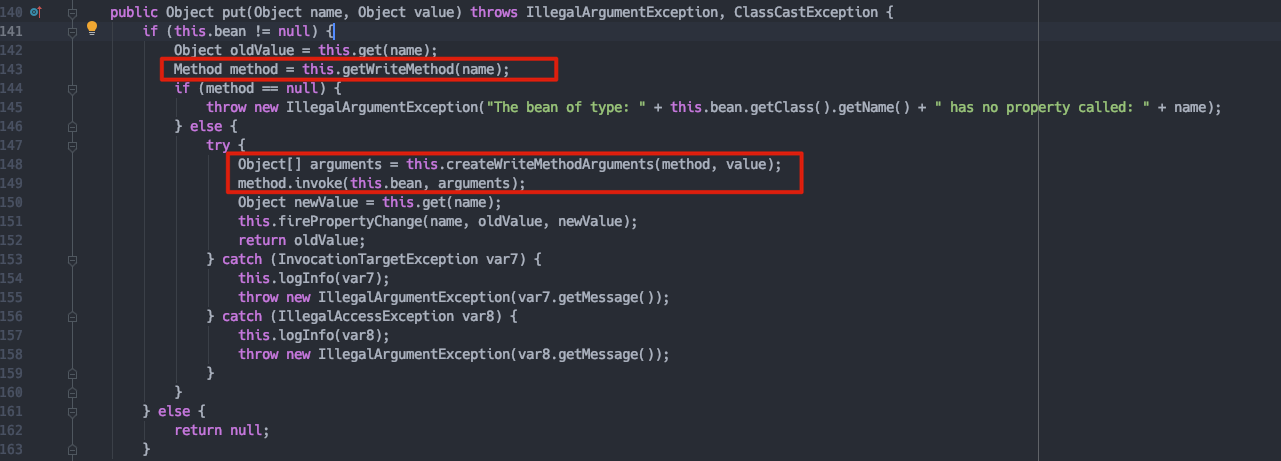 140 public Object put(Object name, Object value) throws IllegalArgumentException, ClassCastException {
141 if (this.bean != null) {
142 Object oldValue = this.get(name);
143 Method method = this.getWriteMethod(name);
144 if (method == null) {
145 throw new IllegalArgumentException("The bean of type: " + this.bean.getClass().getName() + " has no property called: " + name);
146 } else {
147 try {
148 Object[] arguments = this.createWriteMethodArguments(method, value);
149 method.invoke(this.bean, arguments);
150 Object newValue = this.get(name);
151 this.firePropertyChange(name, oldValue, newValue);
152 return oldValue;
153 } catch (InvocationTargetException var7) {
154 this.logInfo(var7);
155 throw new IllegalArgumentException(var7.getMessage());
156 } catch (IllegalAccessException var8) {
157 this.logInfo(var8);
158 throw new IllegalArgumentException(var8.getMessage());
159 }
160 }
161 } else {
162 return null;
163 }